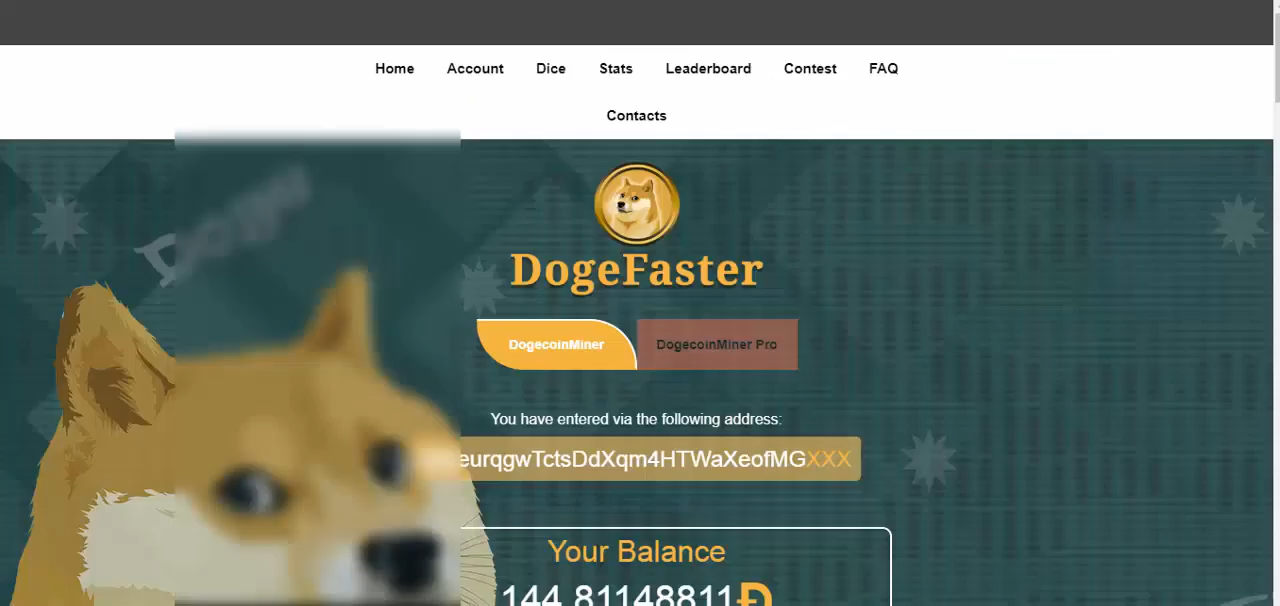 Home Account Dice Stats Leaderboard Contest FAQ
Contacts
DogeFaster
DogecoinMiner DogecoinMiner Pro
You have entered via the following address:
eurqgwTctsDdXqm4HTWaXeofMGXXX
Your Balance
144.81148811Ð